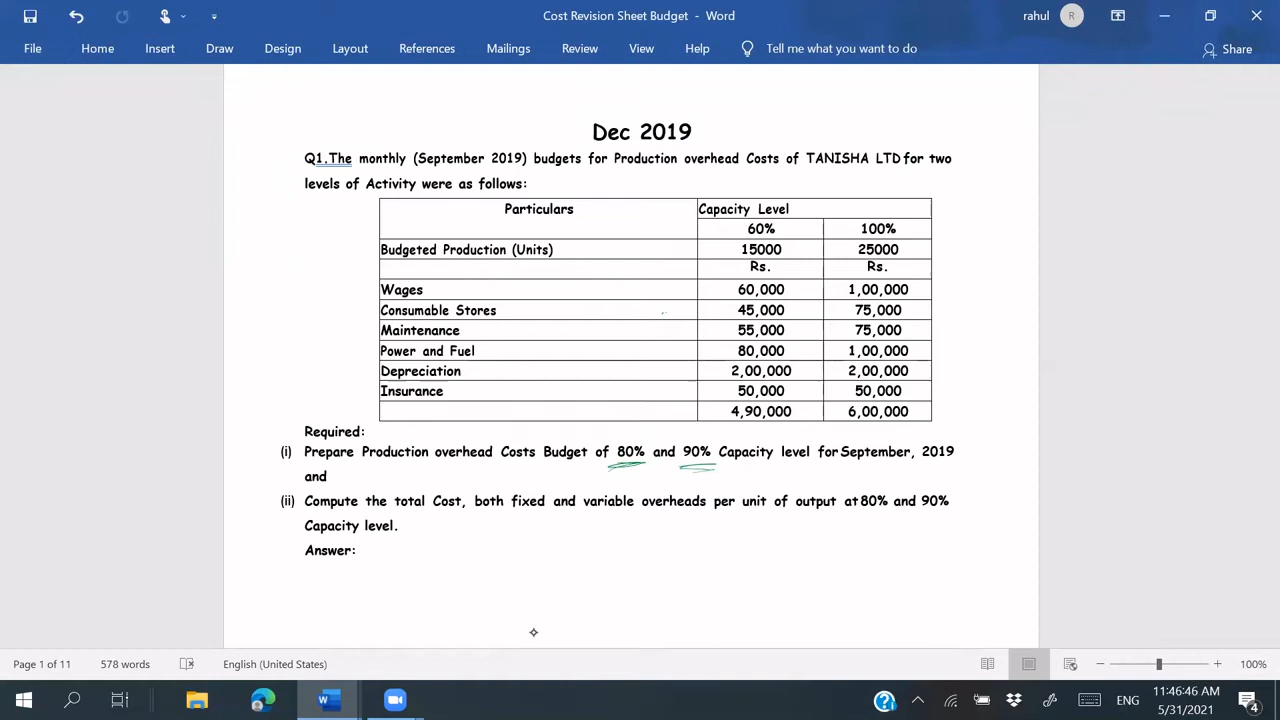 Cost Revision Sheet Budget - Word
rahul R
File Home Insert Draw Design Layout References Mailings Review View Help Tell me what you want to do Share
Dec 2019
Q1.The monthly (September 2019) budgets for Production overhead Costs of TANISHA LTD for two
levels of Activity were as follows:
Particulars Capacity Level
60% 100%
Budgeted Production (Units) 15000 25000
Rs. Rs.
Wages 60,000 1,00,000
Consumable Stores 45,000 75,000
Maintenance 55,000 75,000
Power and Fuel 80,000 1,00,000
Depreciation 2,00,000 2,00,000
Insurance 50,000 50,000
4,90,000 6,00,000
Required:
(i) Prepare Production overhead Costs Budget of 80% and 90% Capacity level for September, 2019
and
(ii) Compute the total Cost, both fixed and variable overheads per unit of output at 80% and 90%
Capacity level.
Answer:
Page 1 of 11 578 words English (United States) 100%
ENG 11:46:46 AM
5/31/2021 4